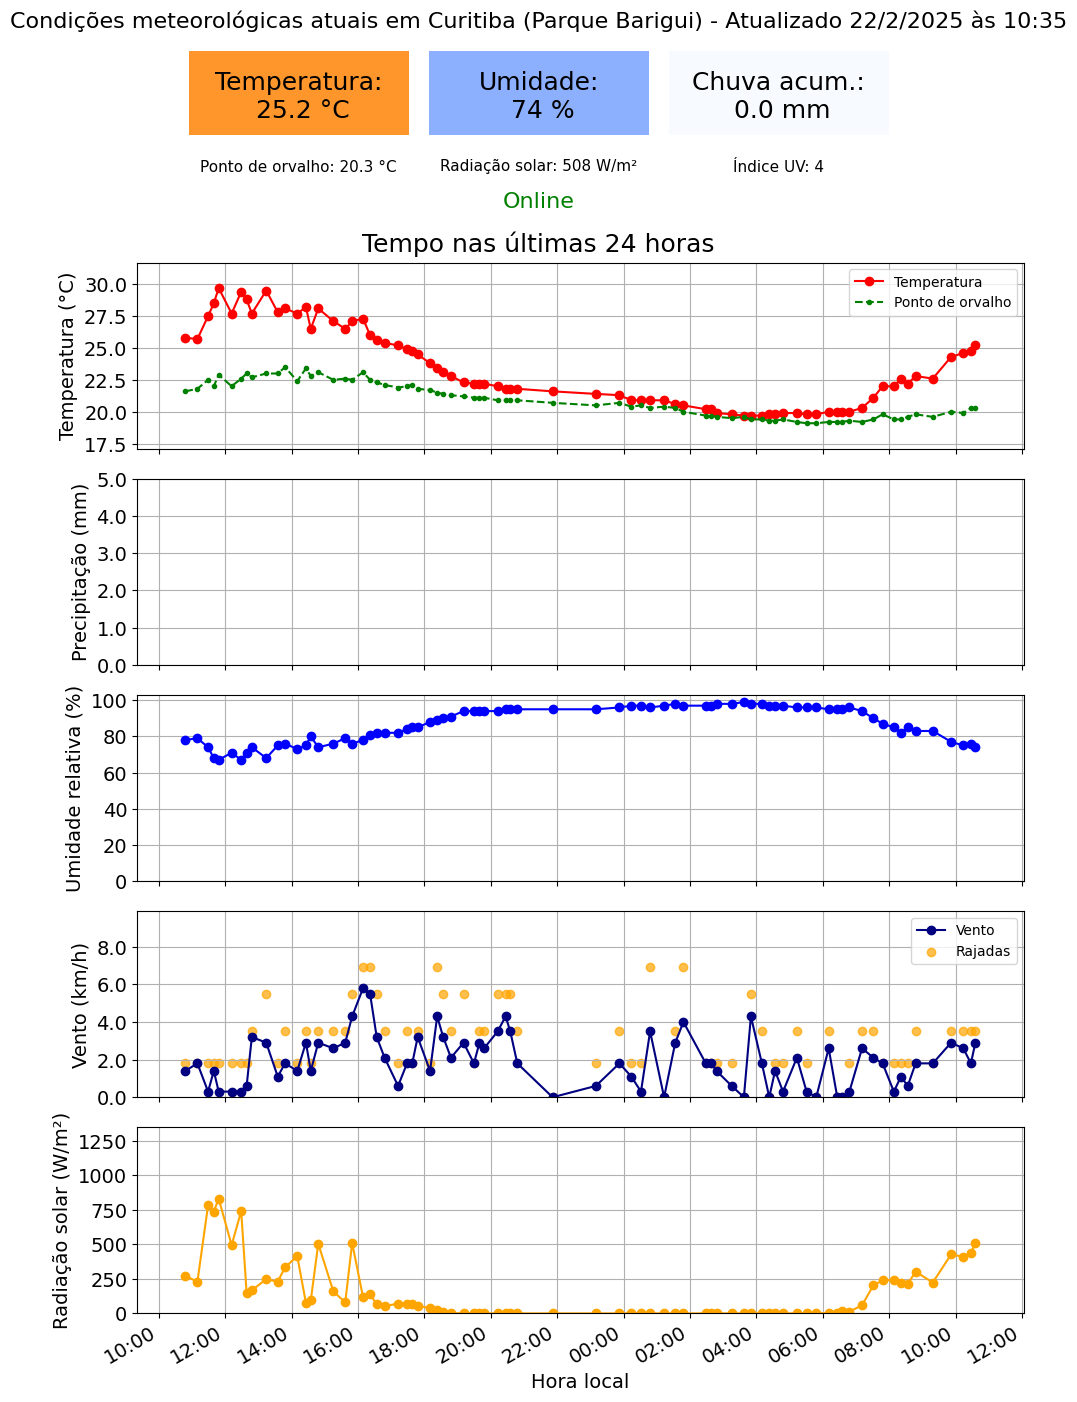 Condições meteorológicas atuais em Curitiba (Parque Barigui) - Atualizado 22/2/2025 às 10:35
Temperatura:
25.2 °C
Umidade:
74 %
Chuva acum.:
0.0 mm
Ponto de orvalho: 20.3 °C
Radiação solar: 508 W/m²
Índice UV: 4
Online
Tempo nas últimas 24 horas
Temperatura (°C)
30.0
27.5
25.0
22.5
20.0
17.5
Temperatura
Ponto de orvalho
Precipitação (mm)
5.0
4.0
3.0
2.0
1.0
0.0
Umidade relativa (%)
100
80
60
40
20
0
Vento (km/h)
8.0
6.0
4.0
2.0
0.0
Vento
Rajadas
Radiação solar (W/m²)
1250
1000
750
500
250
0
10:00
12:00
14:00
16:00
18:00
20:00
22:00
00:00
02:00
04:00
06:00
08:00
10:00
12:00
Hora local